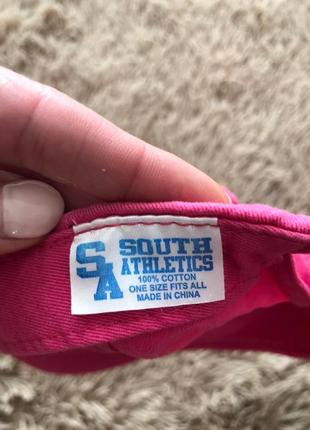 SA SOUTH
ATHLETICS
100% COTTON
ONE SIZE FITS ALL
MADE IN CHINA